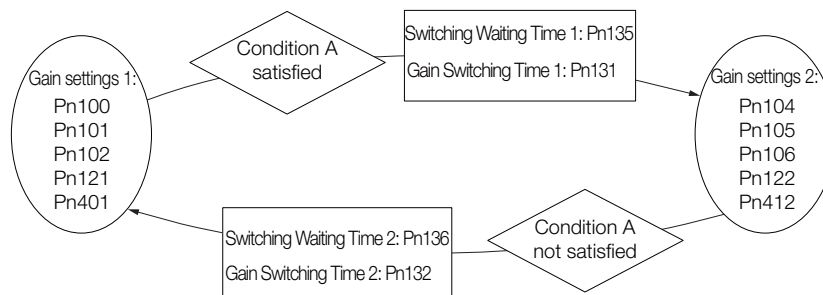 Gain settings 1:
Pn100
Pn101
Pn102
Pn121
Pn401
Condition A
satisfied
Switching Waiting Time 1: Pn135
Gain Switching Time 1: Pn131
Gain settings 2:
Pn104
Pn105
Pn106
Pn122
Pn412
Condition A
not satisfied
Switching Waiting Time 2: Pn136
Gain Switching Time 2: Pn132